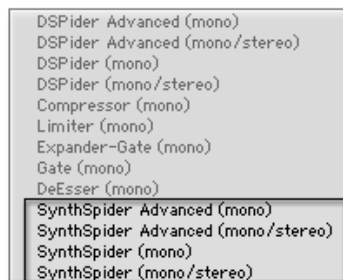 DSPider Advanced (mono)
DSPider Advanced (mono/stereo)
DSPider (mono)
DSPider (mono/stereo)
Compressor (mono)
Limiter (mono)
Expander-Gate (mono)
Gate (mono)
DeEsser (mono)
SynthSpider Advanced (mono)
SynthSpider Advanced (mono/stereo)
SynthSpider (mono)
SynthSpider (mono/stereo)